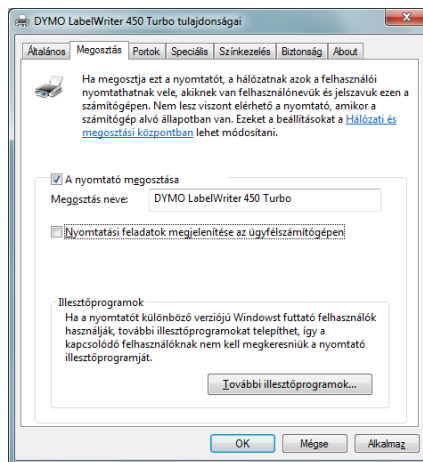 DYMO LabelWriter 450 Turbo tulajdonságai
Általános Megosztás Portok Speciális Színkezelés Biztonság About
Ha megosztja ezt a nyomtatót, a hálózatnak azok a felhasználói
nyomtathatnak vele, akiknek van felhasználónevük és jelszavuk ezen a
számítógépen. Nem lesz viszont elérhető a nyomtató, amikor a
számítógép alvó állapotban van. Ezeket a beállításokat a Hálózati és
megosztási központban lehet módosítani.
A nyomtató megosztása
Megosztás neve: DYMO LabelWriter 450 Turbo
Nyomtatási feladatok megjelenítése az ügyfélszámítógépen
Illesztőprogramok
Ha a nyomtatót különböző verziójú Windowst futtató felhasználók
használják, további illesztőprogramokat telepíthet, így a
kapcsolódó felhasználóknak nem kell megkeresniük a nyomtató
illesztőprogramját.
További illesztőprogramok...
OK Mégse Alkalmaz